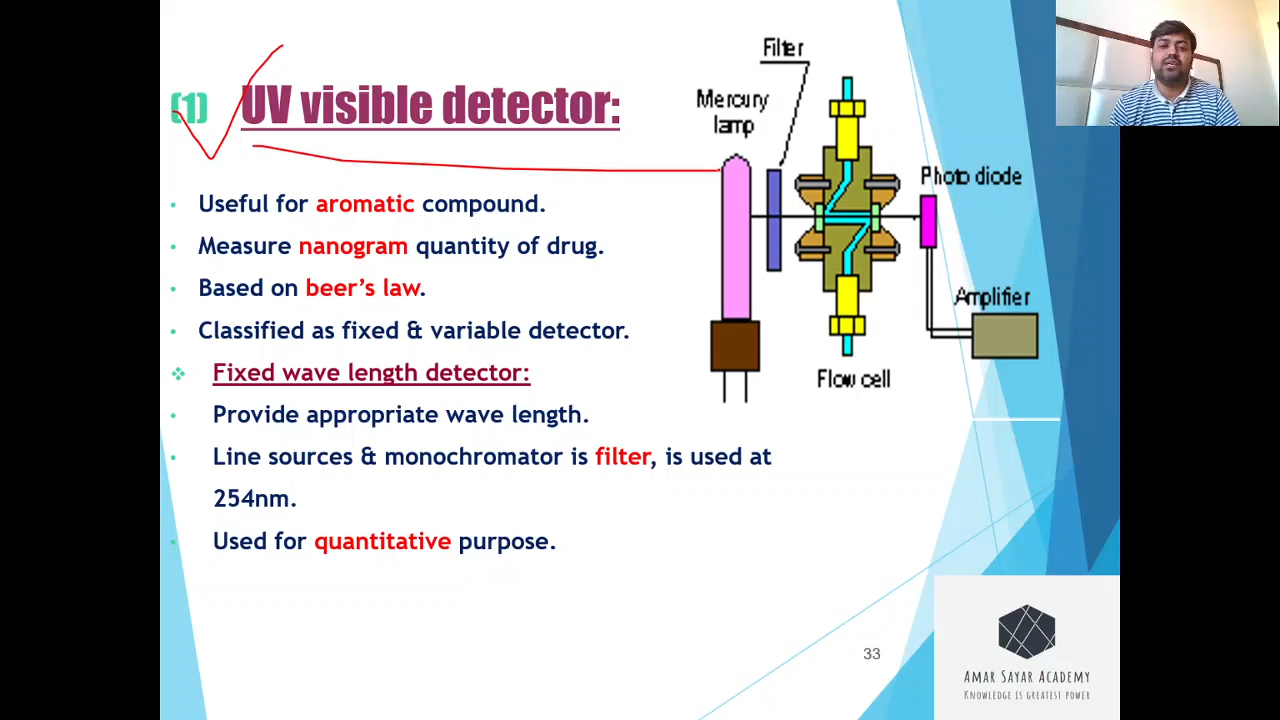 (1) UV visible detector:
Useful for aromatic compound.
Measure nanogram quantity of drug.
Based on beer's law.
Classified as fixed & variable detector.
Fixed wave length detector:
Provide appropriate wave length.
Line sources & monochromator is filter, is used at
254nm.
Used for quantitative purpose.
Filter
Mercury
lamp
Photo diode
Amplifier
Flow cell
33
AMAR SAYAR ACADEMY
KNOWLEDGE IS GREATEST POWER